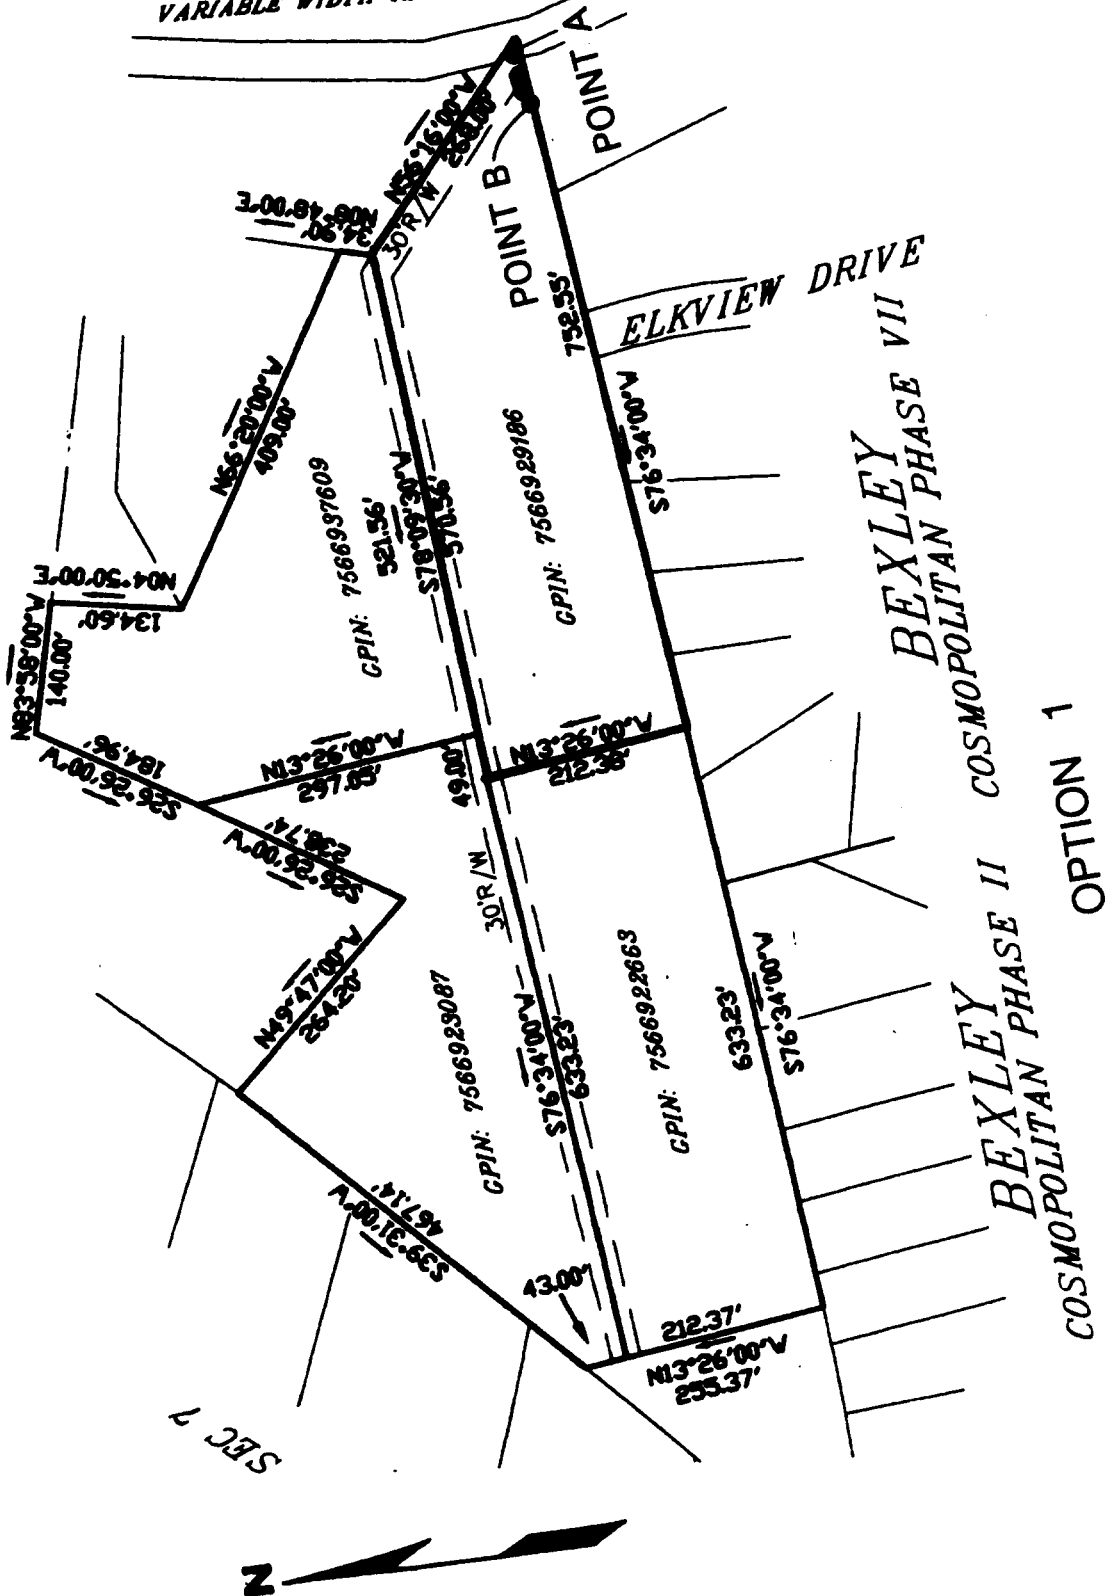 VARIABLE WIDTH
POINT A
POINT B
N56°16'00"W
268.00'
30'R/W
N08°48'00"E
34.90'
N66°20'00"W
409.00'
N04°50'00"E
134.60'
N83°58'00"W
140.00'
S26°26'00"W
184.96'
S26°26'00"W
238.74'
N13°26'00"W
297.05'
GPIN: 7566937609
521.56'
S78°09'30"W
570.56'
49.00'
GPIN: 7566929186
752.55'
S76°34'00"W
ELKVIEW DRIVE
N13°26'00"W
212.38'
N49°47'00"W
264.20'
30'R/W
GPIN: 7566923087
S76°34'00"W
633.23'
GPIN: 7566922663
633.23'
S76°34'00"W
S39°31'00"W
467.14'
43.00'
212.37'
N13°26'00"W
255.37'
SEC 7
BEXLEY
COSMOPOLITAN PHASE VII
BEXLEY
COSMOPOLITAN PHASE II
OPTION 1
N